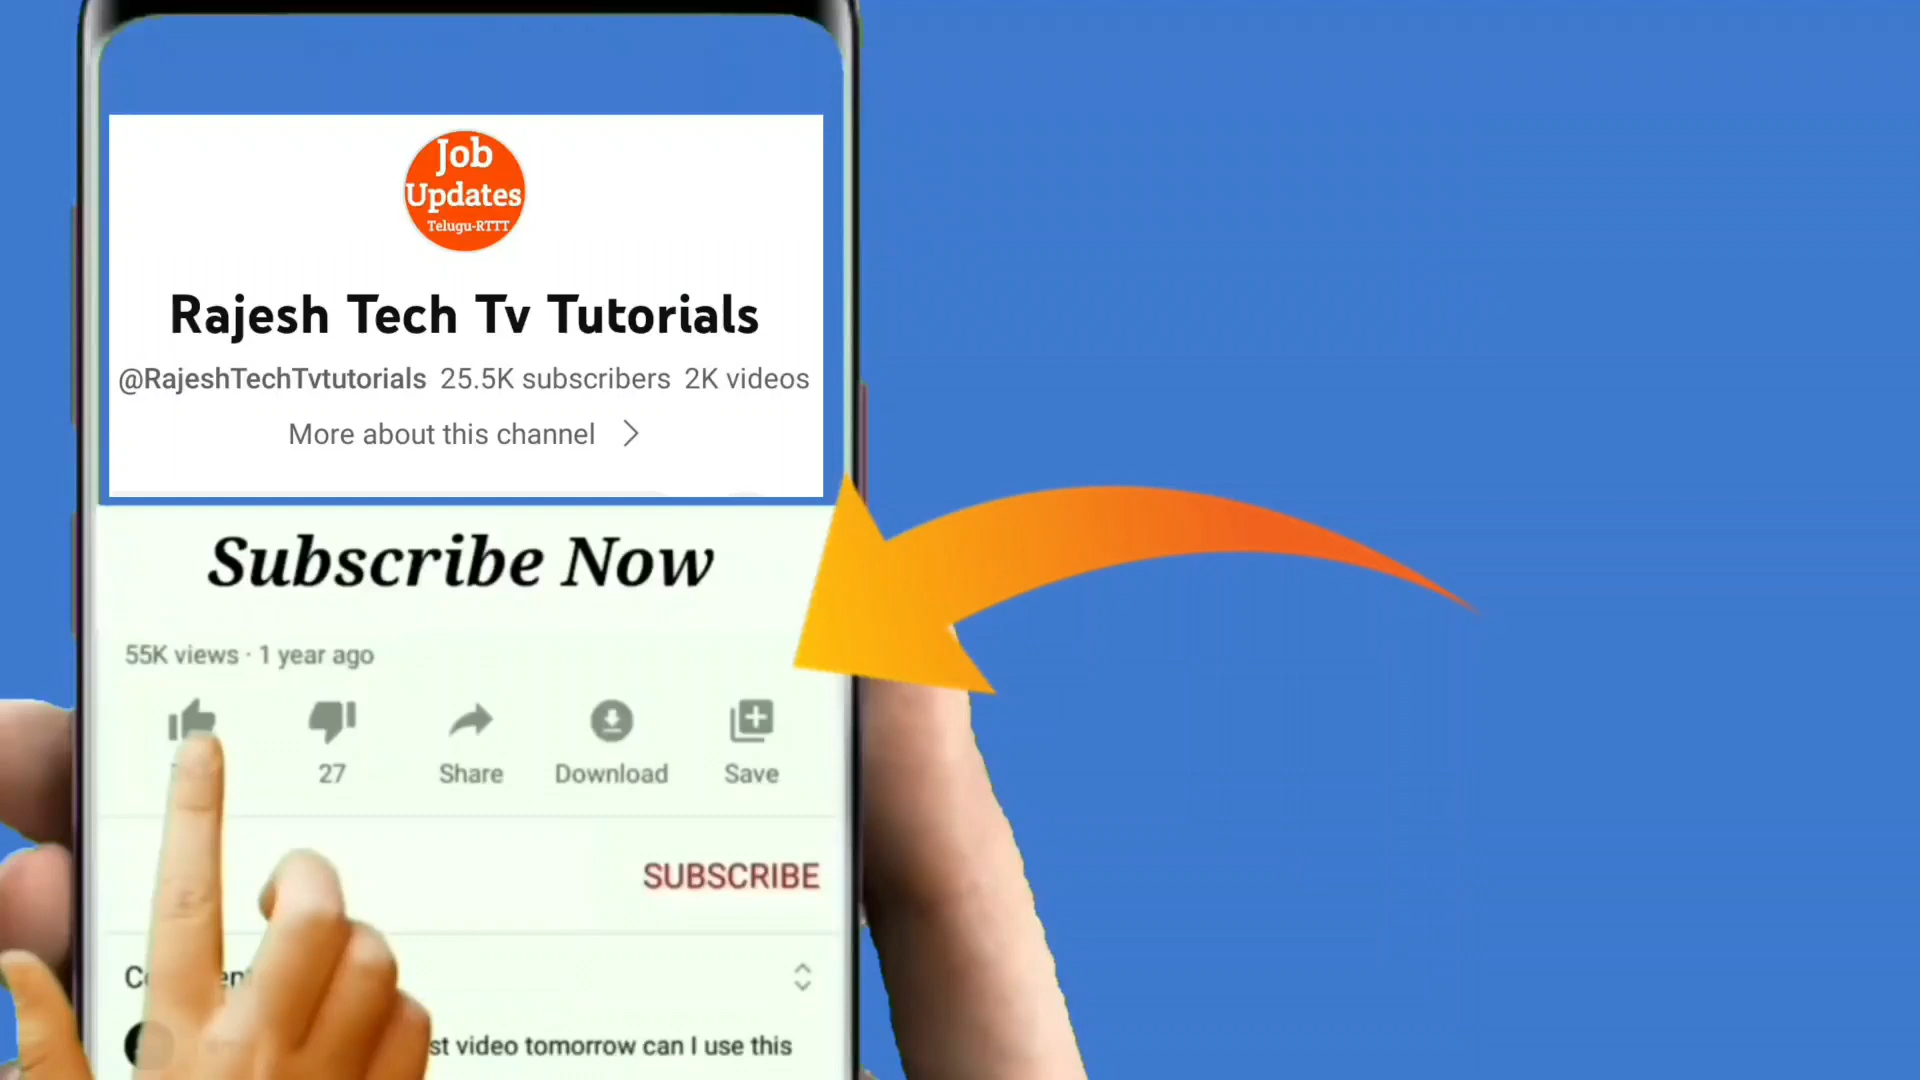 Job
Updates
Telugu-RTTT
Rajesh Tech Tv Tutorials
@RajeshTechTvtutorials 25.5K subscribers 2K videos
More about this channel
Subscribe Now
55K views · 1 year ago
27 Share Download Save
SUBSCRIBE
st video tomorrow can I use this